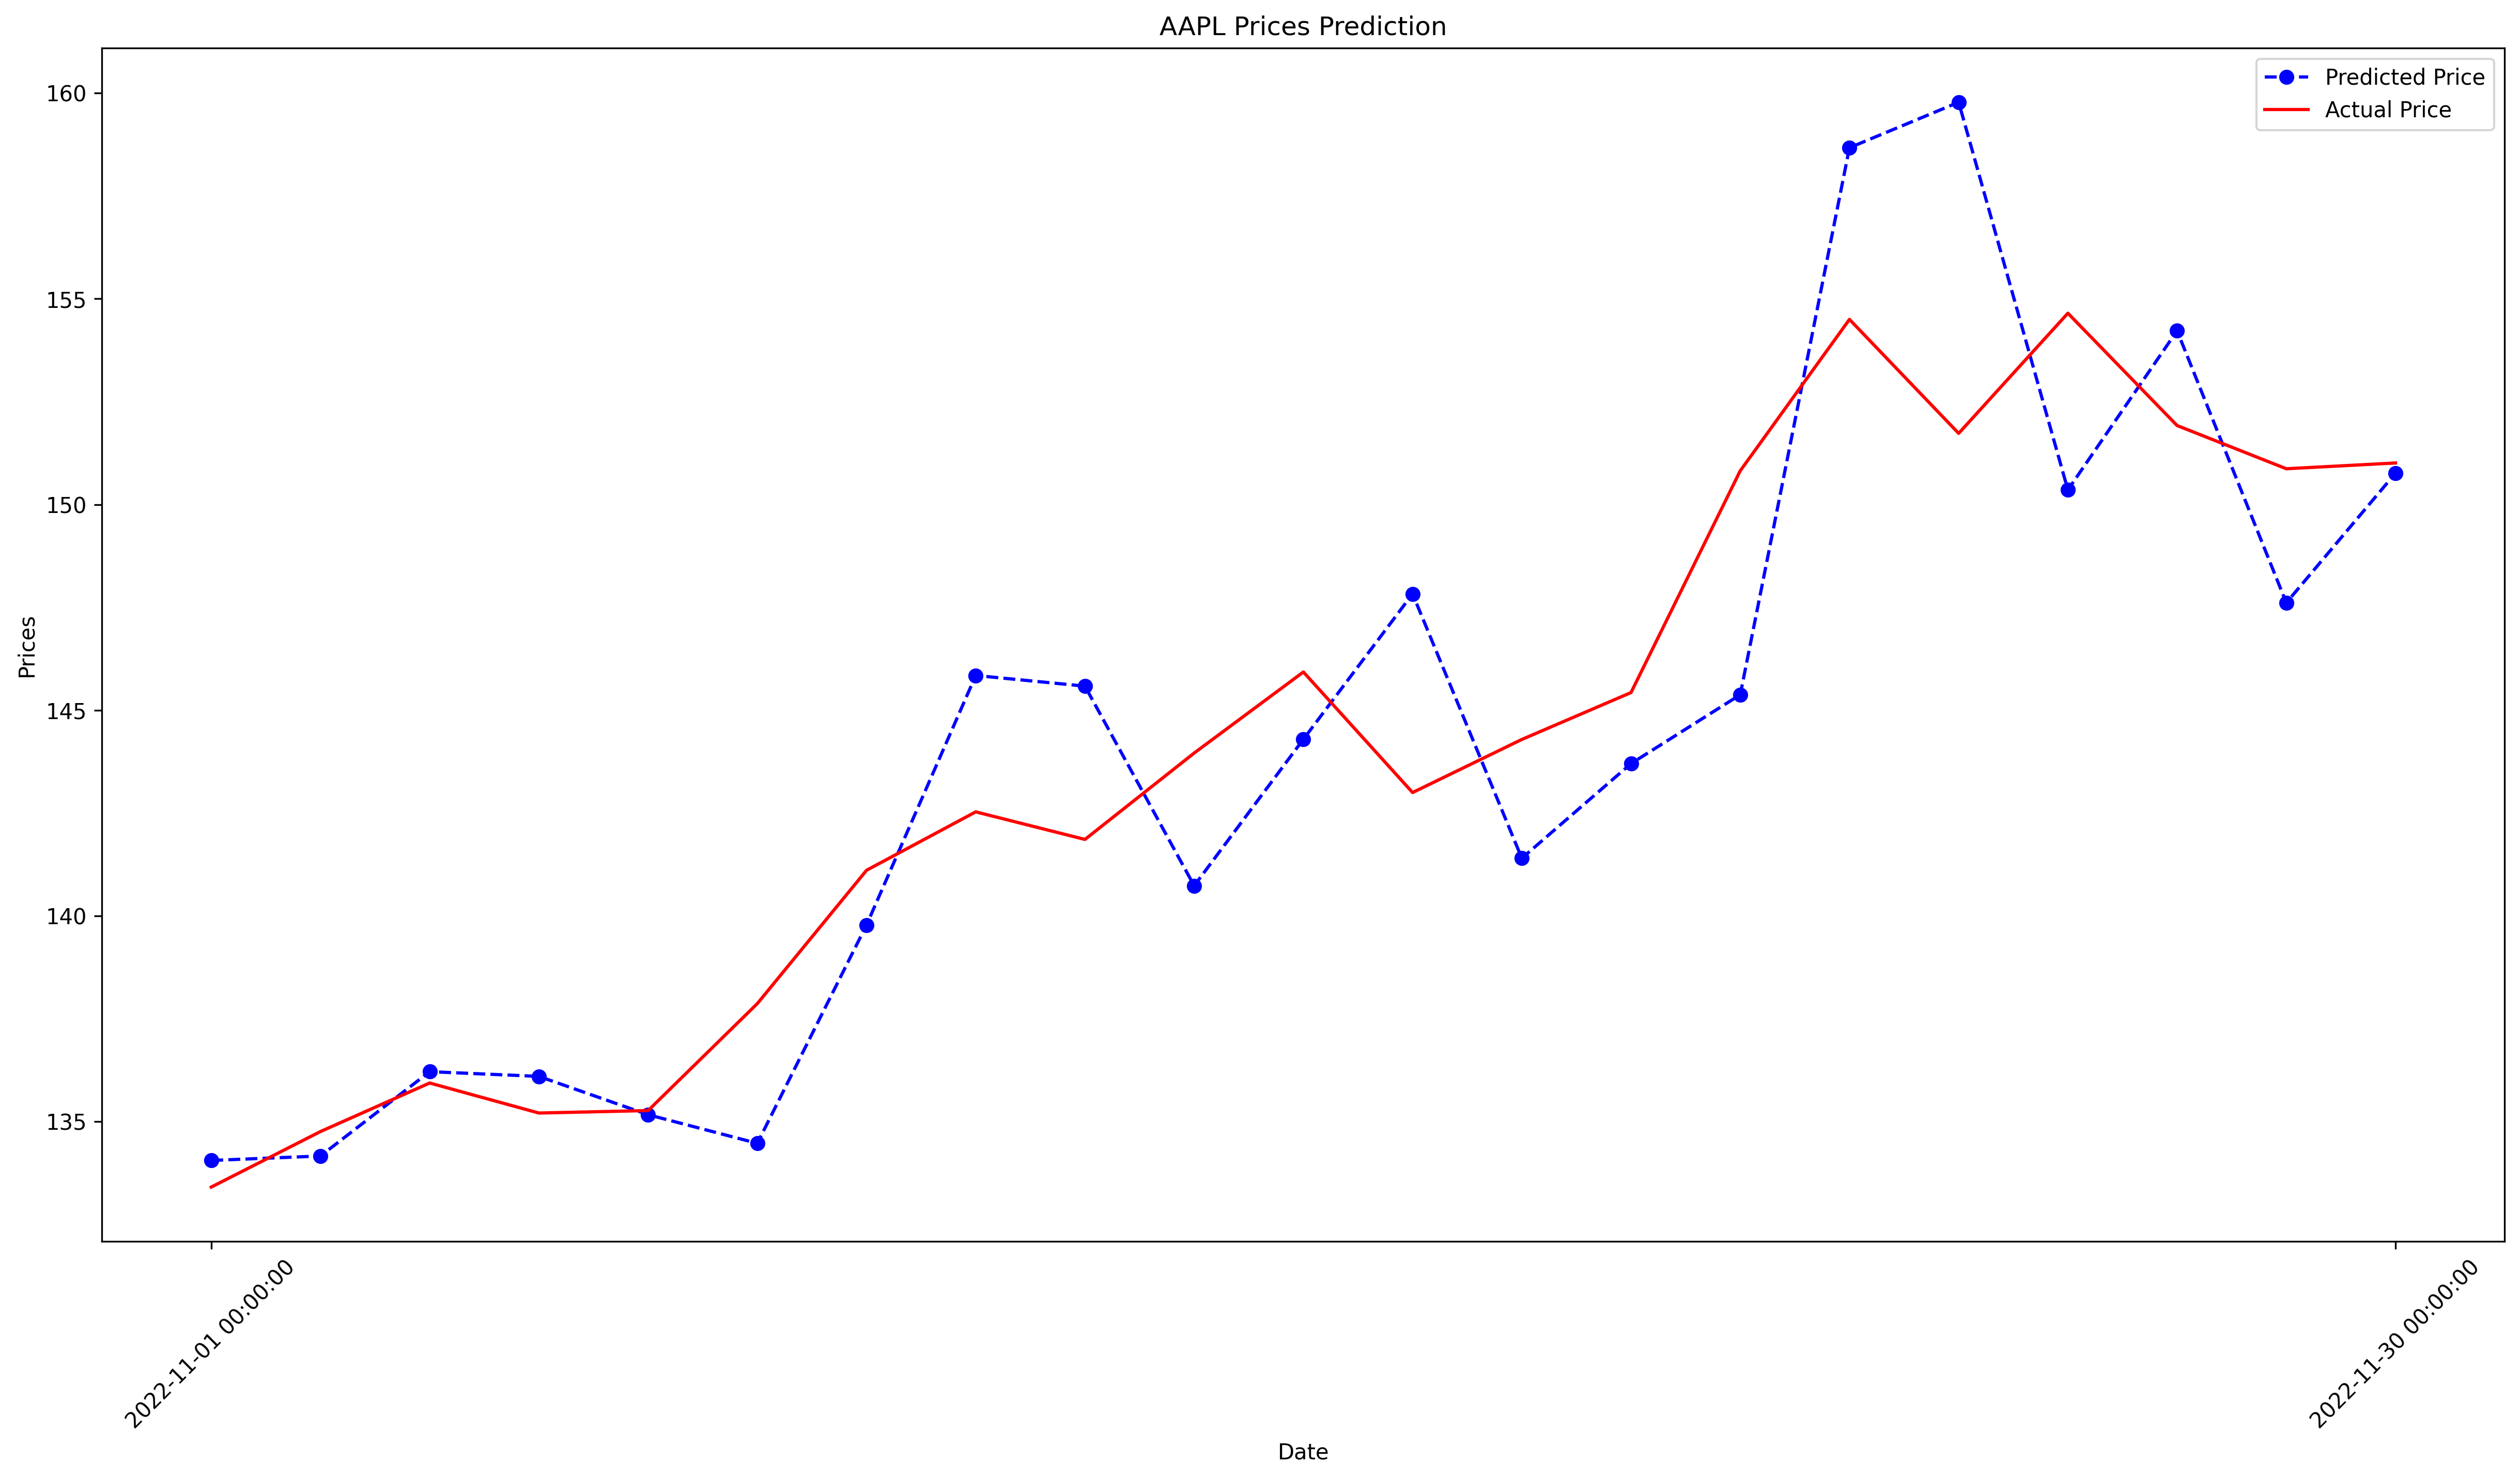 AAPL Prices Prediction
Predicted Price
Actual Price
160
155
150
145
140
135
Prices
2022-11-01 00:00:00
2022-11-30 00:00:00
Date